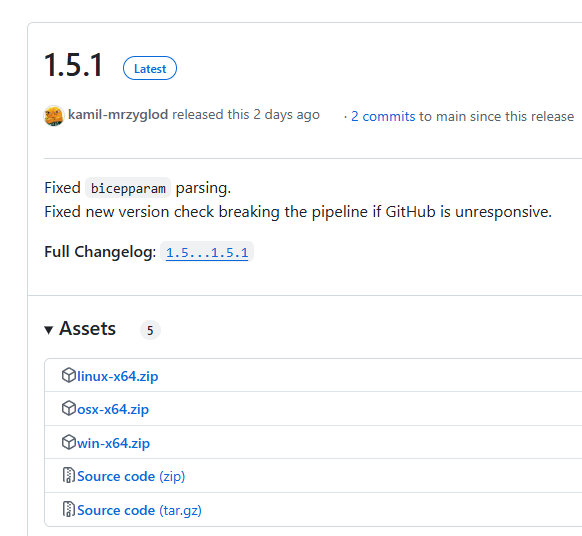 1.5.1 Latest
kamil-mrzyglod released this 2 days ago · 2 commits to main since this release
Fixed bicepparam parsing.
Fixed new version check breaking the pipeline if GitHub is unresponsive.
Full Changelog: 1.5...1.5.1
Assets 5
linux-x64.zip
osx-x64.zip
win-x64.zip
Source code (zip)
Source code (tar.gz)